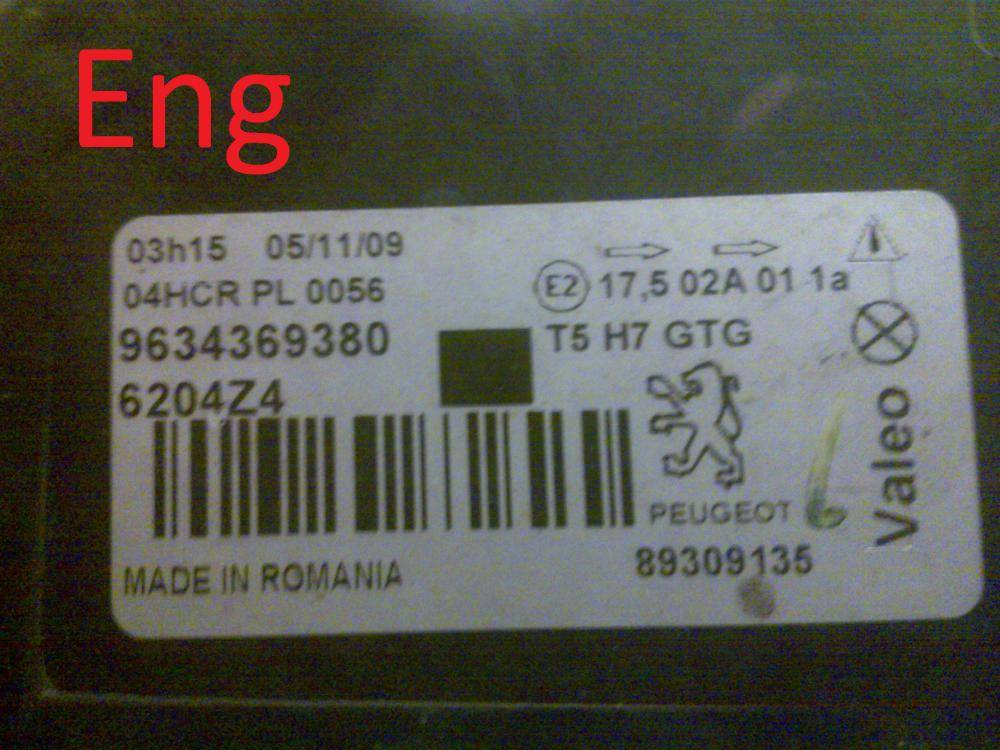 Eng
03h15 05/11/09
04HCR PL 0056
9634369380
6204Z4
E2 17,5 02A 01 1a
T5 H7 GTG
PEUGEOT
89309135
Valeo
MADE IN ROMANIA